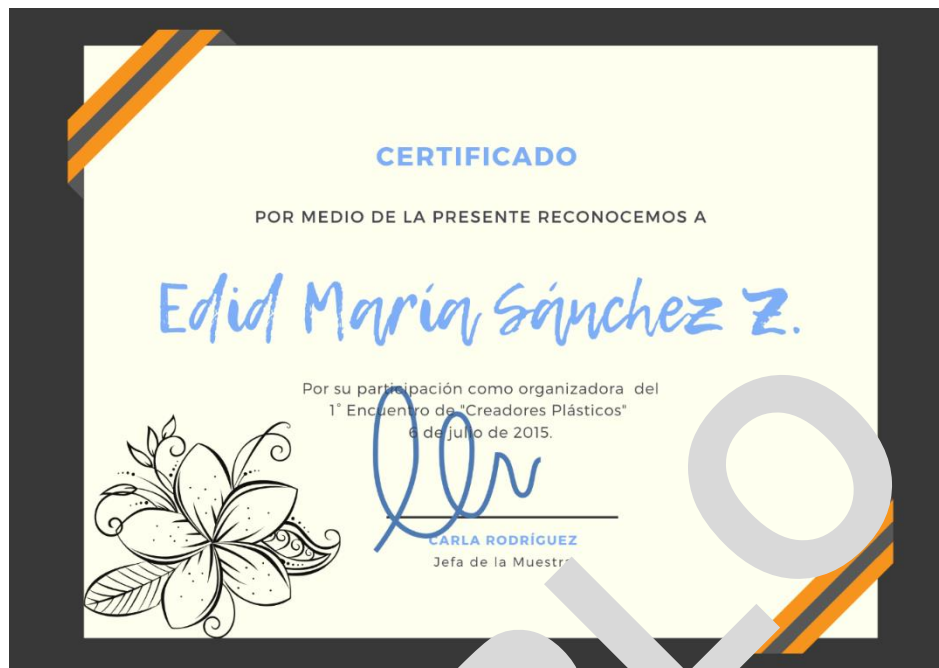 CERTIFICADO
POR MEDIO DE LA PRESENTE RECONOCEMOS A
Edid María Sánchez Z.
Por su participación como organizadora del
1° Encuentro de "Creadores Plásticos"
6 de julio de 2015.
CARLA RODRÍGUEZ
Jefa de la Muestra